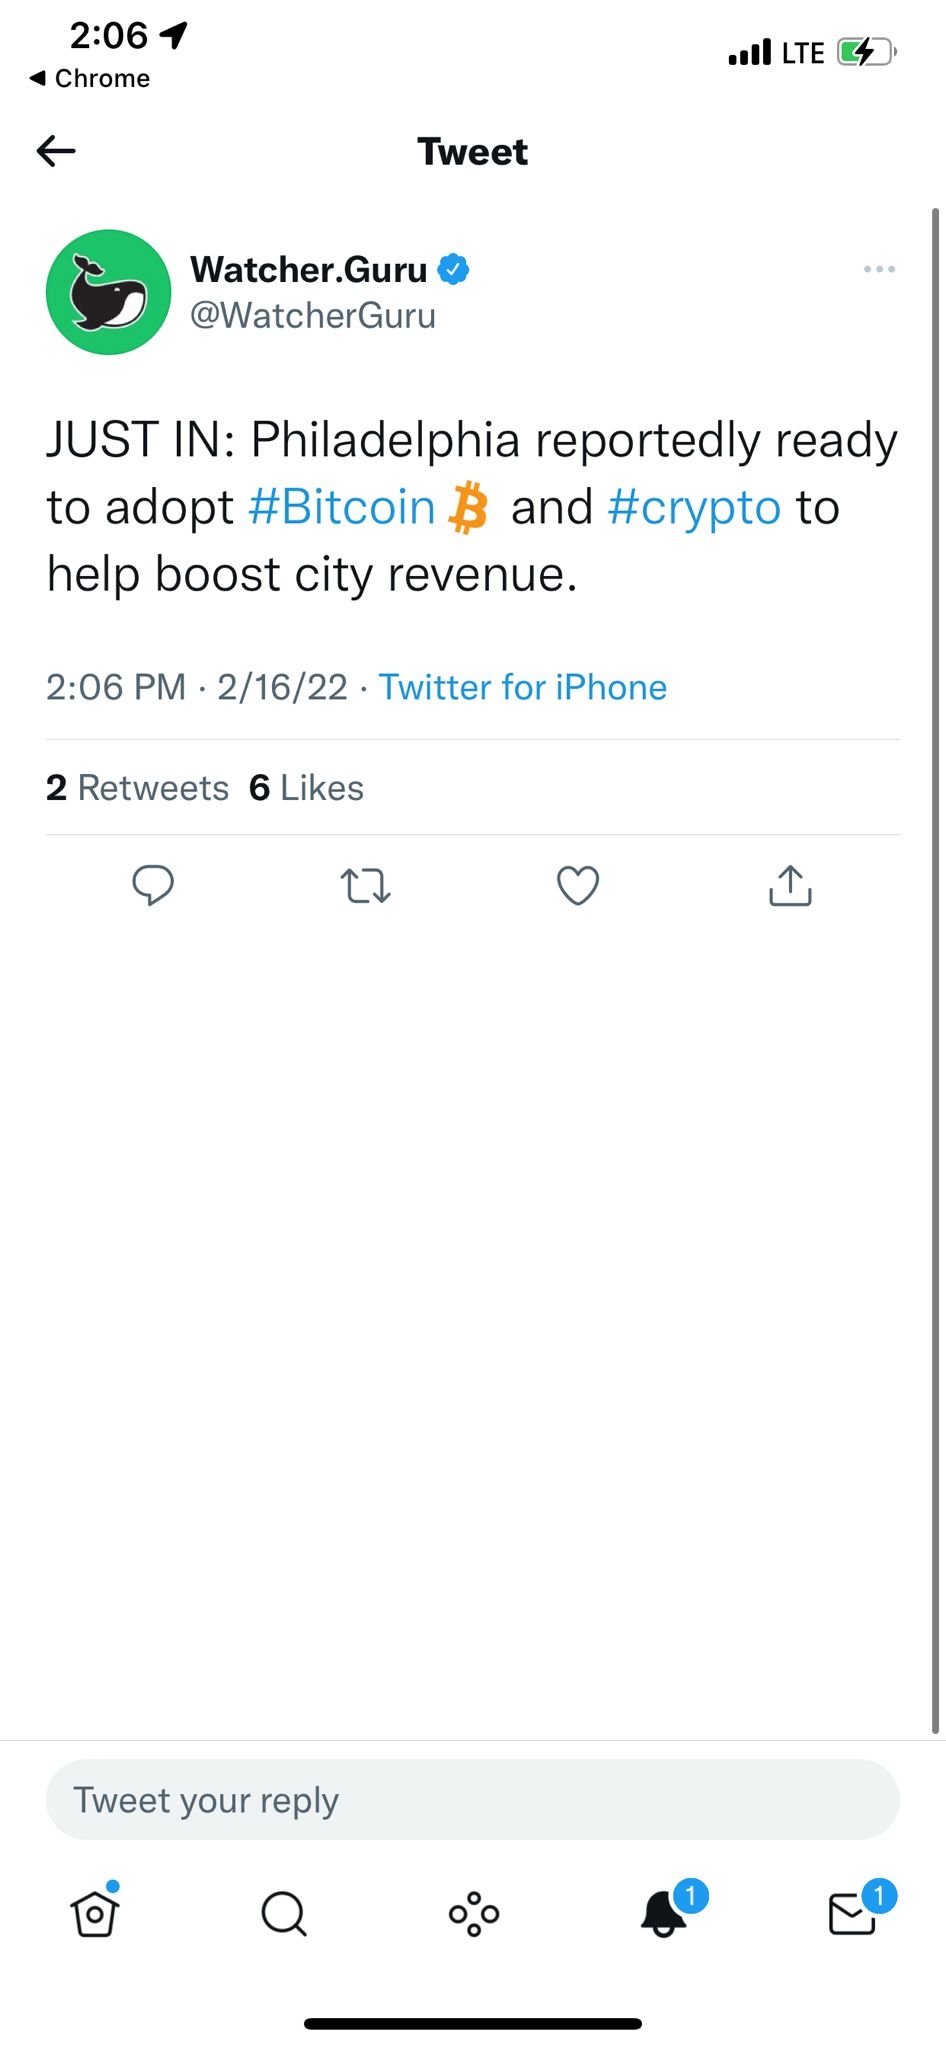 2:06
LTE
◀ Chrome
Tweet
Watcher.Guru
@WatcherGuru
JUST IN: Philadelphia reportedly ready
to adopt #Bitcoin and #crypto to
help boost city revenue.
2:06 PM · 2/16/22 · Twitter for iPhone
2 Retweets 6 Likes
Tweet your reply
1
1